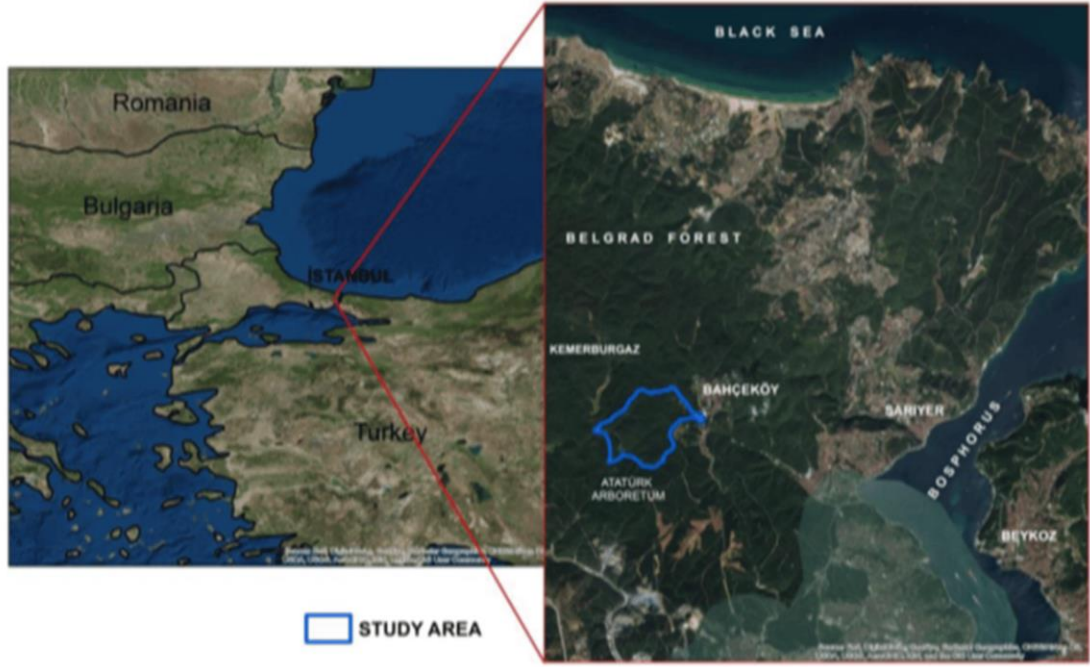 Romania
Bulgaria
İSTANBUL
Turkey
STUDY AREA
BLACK SEA
BELGRAD FOREST
KEMERBURGAZ
BAHÇEKÖY
SARIYER
BOSPHORUS
ATATÜRK
ARBORETUM
BEYKOZ